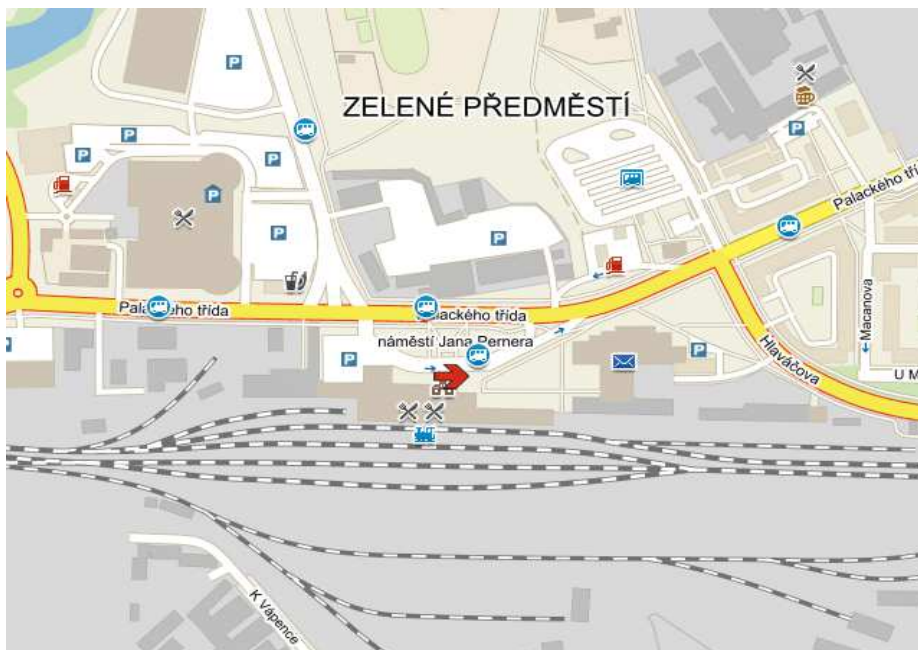 ZELENÉ PŘEDMĚSTÍ
P
P
P
P
P
P
P
P
Palackého tří
Palackého třída
Palackého třída
náměstí Jana Pernera
P
P
Macanova
Hlaváčova
U M
K Vápence